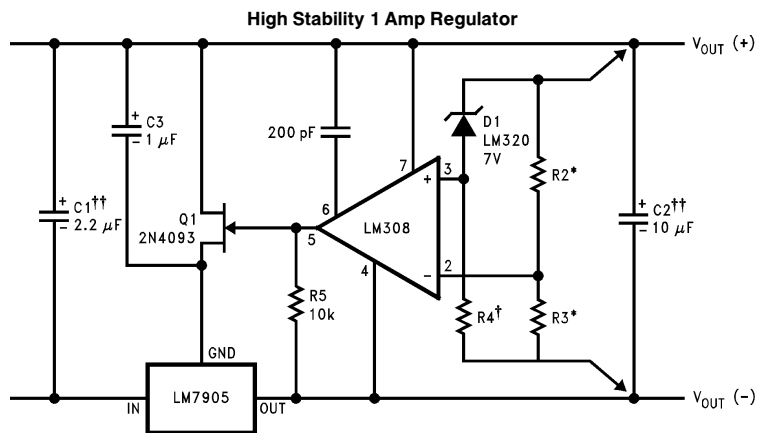 High Stability 1 Amp Regulator
V_OUT (+)
+
C3
1 μF
−
200 pF
D1
LM320
7V
R2*
7
3
+
6
5
LM308
4
2
−
Q1
2N4093
+
C1††
2.2 μF
−
+
C2††
10 μF
−
R5
10k
R4†
R3*
GND
IN
LM7905
OUT
V_OUT (−)